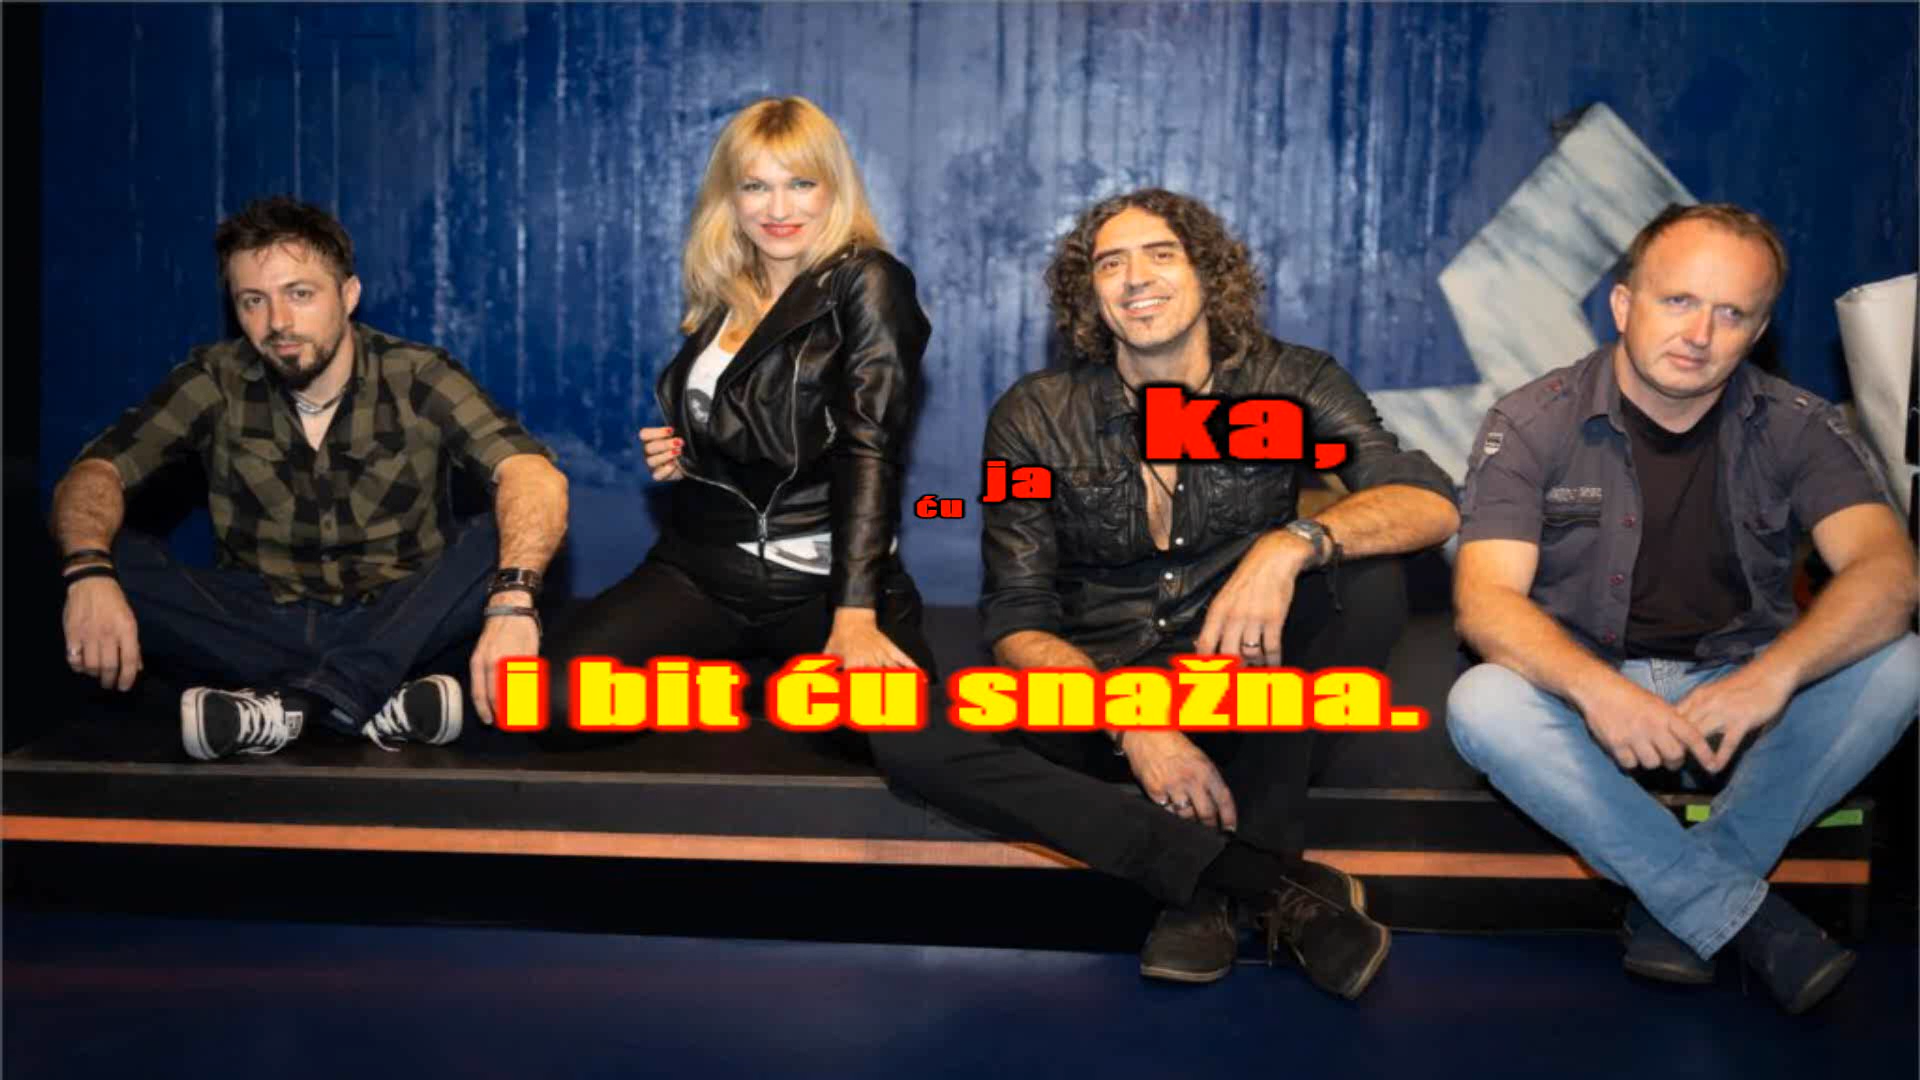 ću ja ka,
i bit ću snažna.